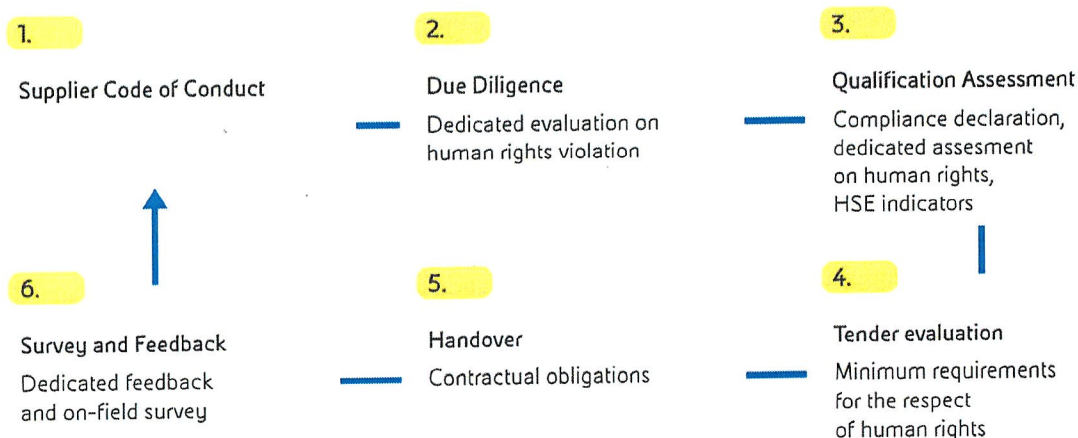 1.
Supplier Code of Conduct
2.
Due Diligence
Dedicated evaluation on
human rights violation
3.
Qualification Assessment
Compliance declaration,
dedicated assesment
on human rights,
HSE indicators
4.
Tender evaluation
Minimum requirements
for the respect
of human rights
5.
Handover
Contractual obligations
6.
Survey and Feedback
Dedicated feedback
and on-field survey